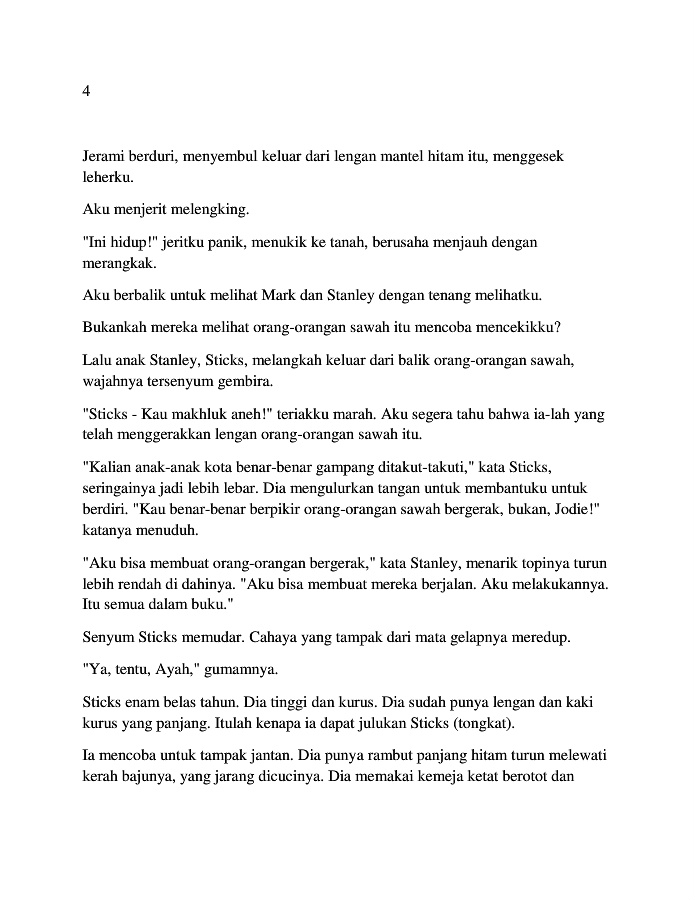 4
Jerami berduri, menyembul keluar dari lengan mantel hitam itu, menggesek
leherku.
Aku menjerit melengking.
"Ini hidup!" jeritku panik, menukik ke tanah, berusaha menjauh dengan
merangkak.
Aku berbalik untuk melihat Mark dan Stanley dengan tenang melihatku.
Bukankah mereka melihat orang-orangan sawah itu mencoba mencekikku?
Lalu anak Stanley, Sticks, melangkah keluar dari balik orang-orangan sawah,
wajahnya tersenyum gembira.
"Sticks - Kau makhluk aneh!" teriakku marah. Aku segera tahu bahwa ia-lah yang
telah menggerakkan lengan orang-orangan sawah itu.
"Kalian anak-anak kota benar-benar gampang ditakut-takuti," kata Sticks,
seringainya jadi lebih lebar. Dia mengulurkan tangan untuk membantuku untuk
berdiri. "Kau benar-benar berpikir orang-orangan sawah bergerak, bukan, Jodie!"
katanya menuduh.
"Aku bisa membuat orang-orangan bergerak," kata Stanley, menarik topinya turun
lebih rendah di dahinya. "Aku bisa membuat mereka berjalan. Aku melakukannya.
Itu semua dalam buku."
Senyum Sticks memudar. Cahaya yang tampak dari mata gelapnya meredup.
"Ya, tentu, Ayah," gumamnya.
Sticks enam belas tahun. Dia tinggi dan kurus. Dia sudah punya lengan dan kaki
kurus yang panjang. Itulah kenapa ia dapat julukan Sticks (tongkat).
Ia mencoba untuk tampak jantan. Dia punya rambut panjang hitam turun melewati
kerah bajunya, yang jarang dicucinya. Dia memakai kemeja ketat berotot dan